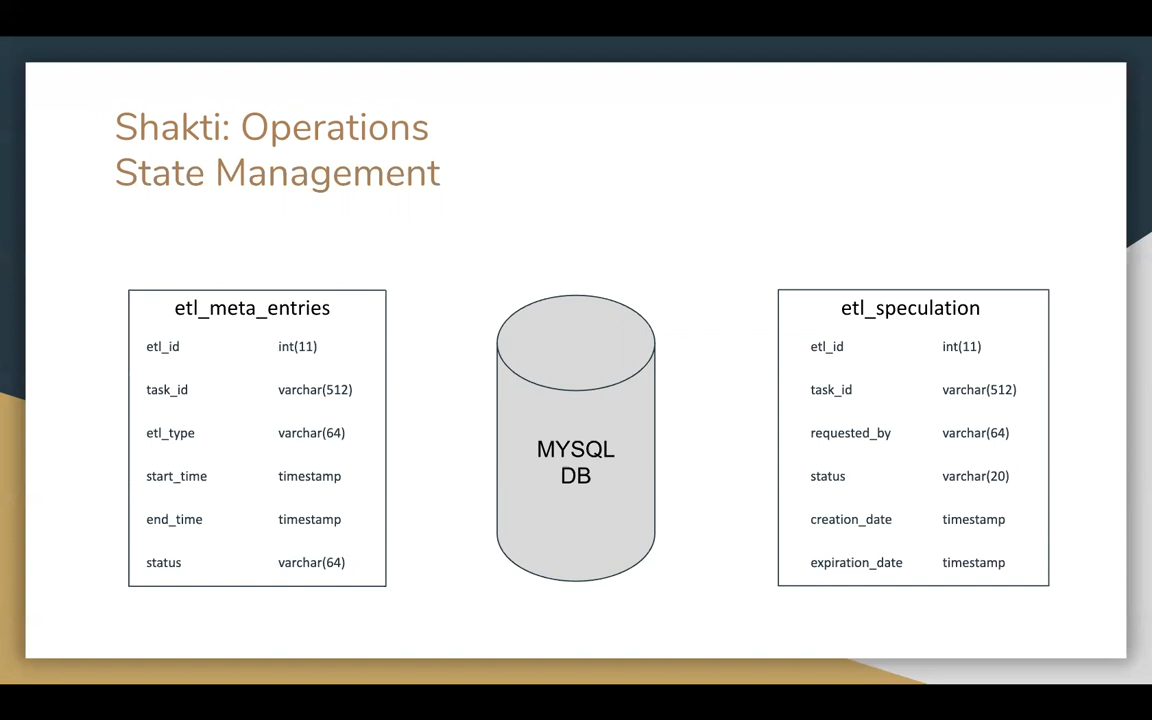 Shakti: Operations
State Management
etl_meta_entries
etl_id int(11)
task_id varchar(512)
etl_type varchar(64)
start_time timestamp
end_time timestamp
status varchar(64)
MYSQL
DB
etl_speculation
etl_id int(11)
task_id varchar(512)
requested_by varchar(64)
status varchar(20)
creation_date timestamp
expiration_date timestamp